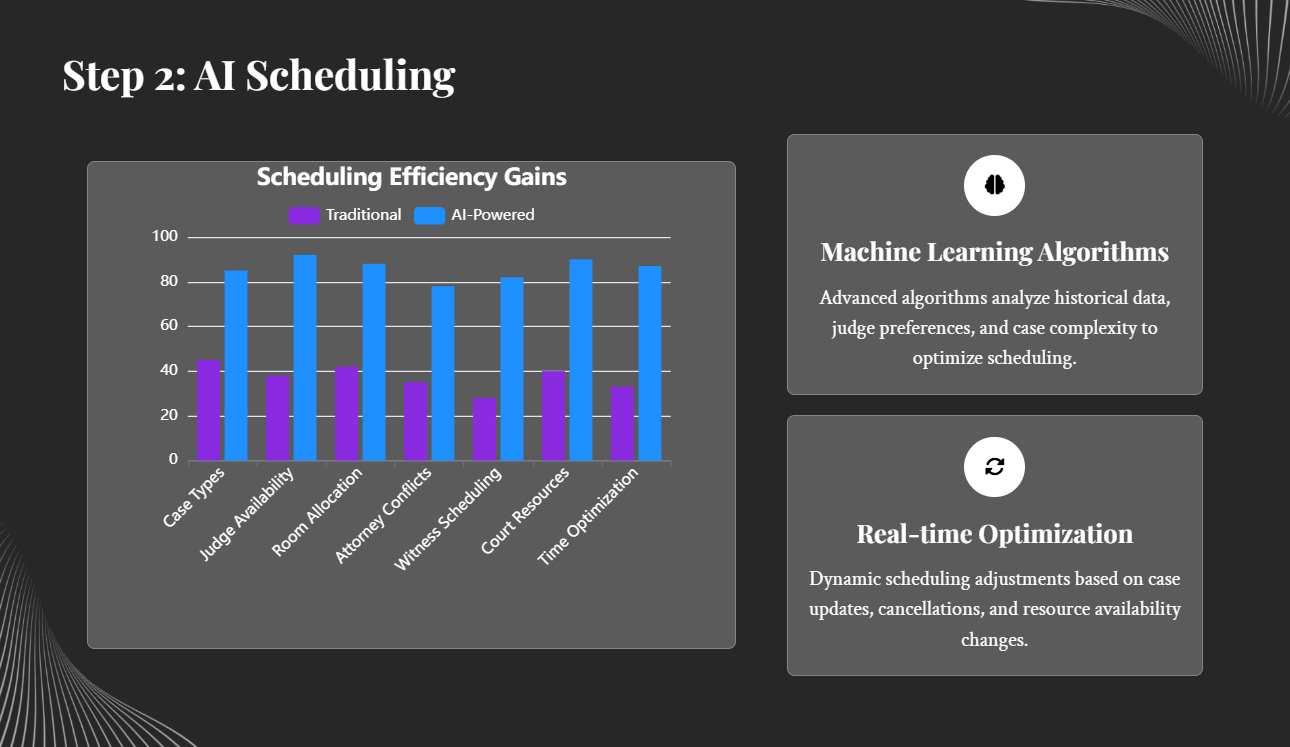 Step 2: AI Scheduling
Scheduling Efficiency Gains
Traditional
AI-Powered
100
80
60
40
20
0
Case Types
Judge Availability
Room Allocation
Attorney Conflicts
Witness Scheduling
Court Resources
Time Optimization
Machine Learning Algorithms
Advanced algorithms analyze historical data,
judge preferences, and case complexity to
optimize scheduling.
Real-time Optimization
Dynamic scheduling adjustments based on case
updates, cancellations, and resource availability
changes.